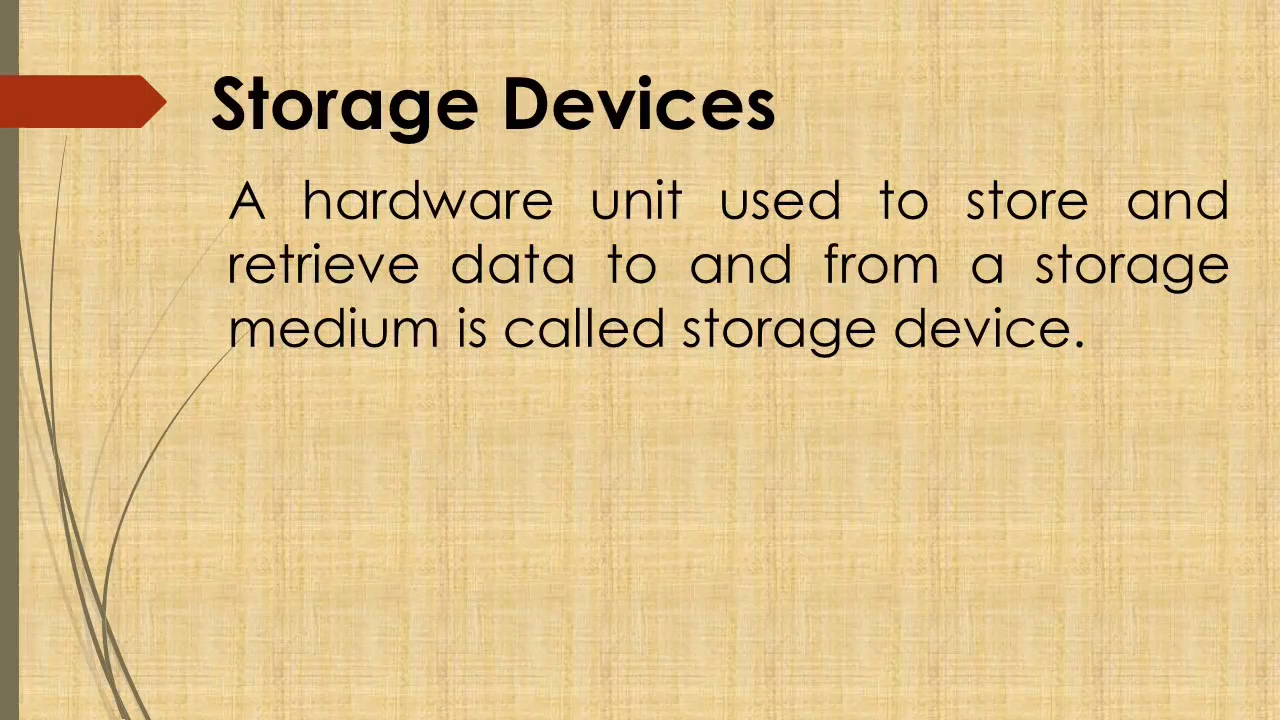 Storage Devices
A hardware unit used to store and
retrieve data to and from a storage
medium is called storage device.